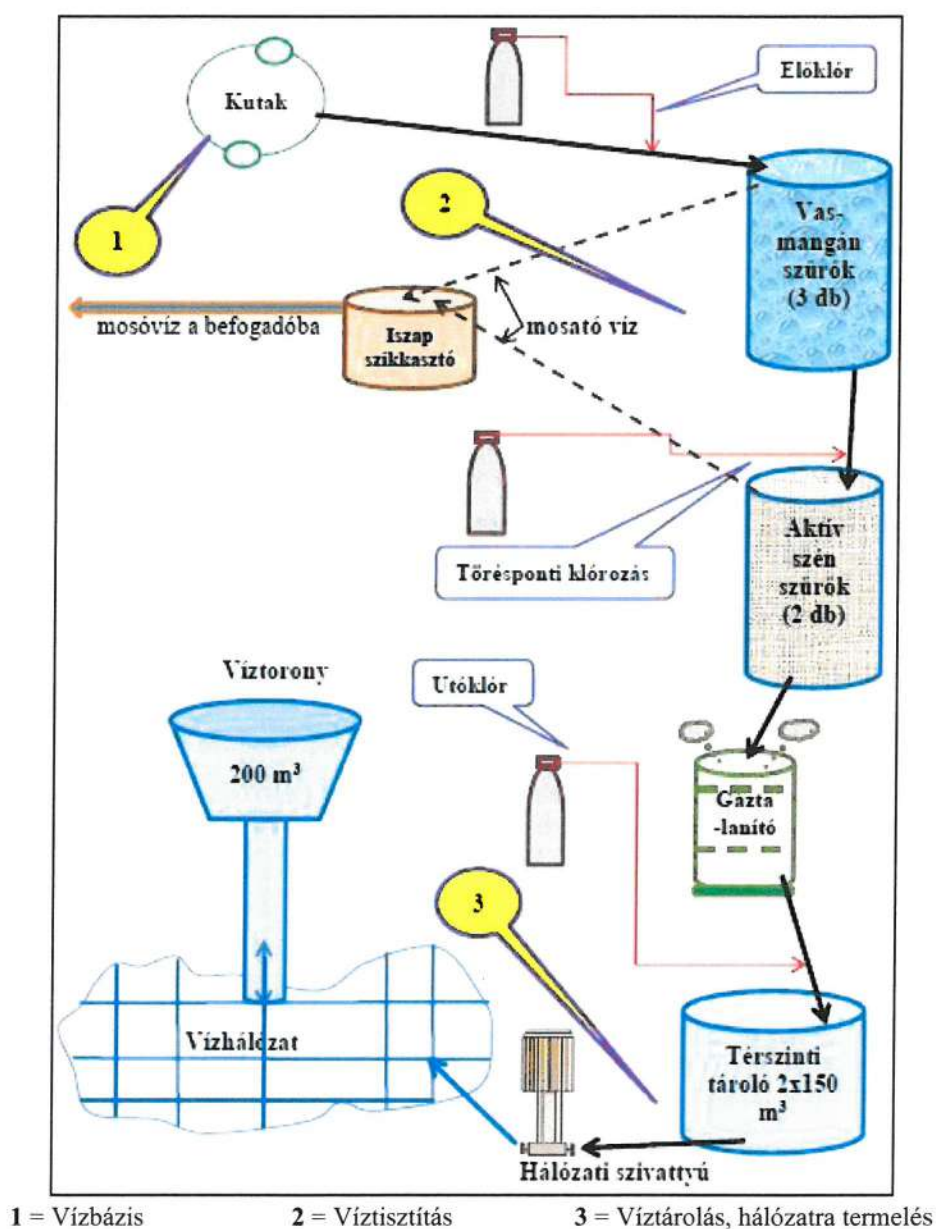 Kutak
Előklór
1
2
Vas-
mangán
szűrők
(3 db)
mosóvíz a befogadóba
Iszap
szikkasztó
mosató víz
Törésponti klórozás
Aktív
szén
szűrők
(2 db)
Víztorony
200 m³
Utóklór
Gázta
-lanító
3
Vízhálózat
Térszinti
tároló 2x150
m³
Hálózati szivattyú
1 = Vízbázis 2 = Víztisztítás 3 = Víztárolás, hálózatra termelés